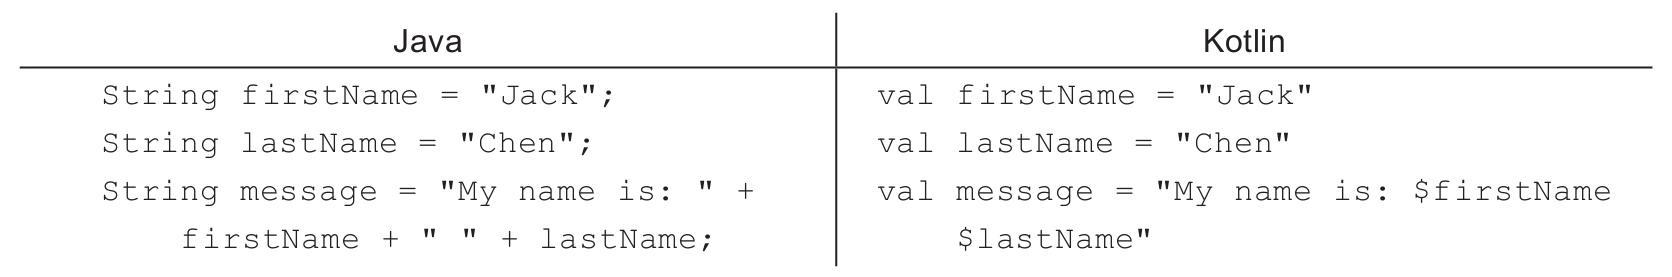 Java
Kotlin
String firstName = "Jack";
String lastName = "Chen";
String message = "My name is: " +
firstName + " " + lastName;
val firstName = "Jack"
val lastName = "Chen"
val message = "My name is: $firstName
$lastName"